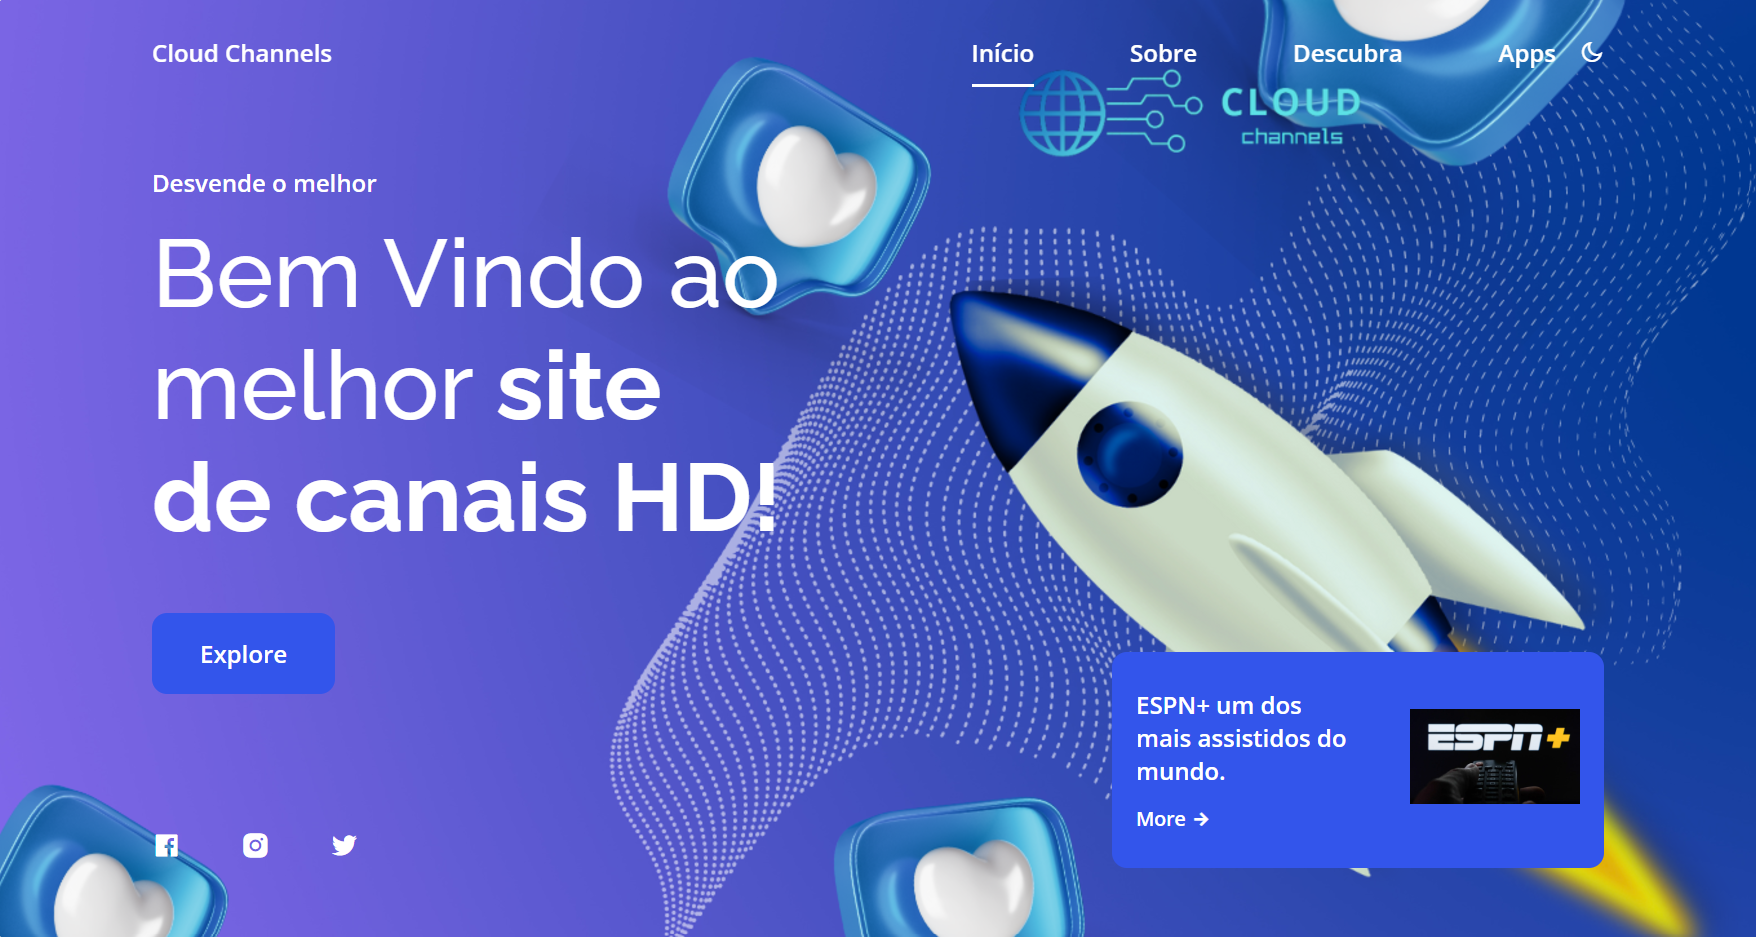 Cloud Channels
Início
Sobre
Descubra
Apps
CLOUD
channels
Desvende o melhor
Bem Vindo ao
melhor site
de canais HD!
Explore
ESPN+ um dos
mais assistidos do
mundo.
More →
ESPN+